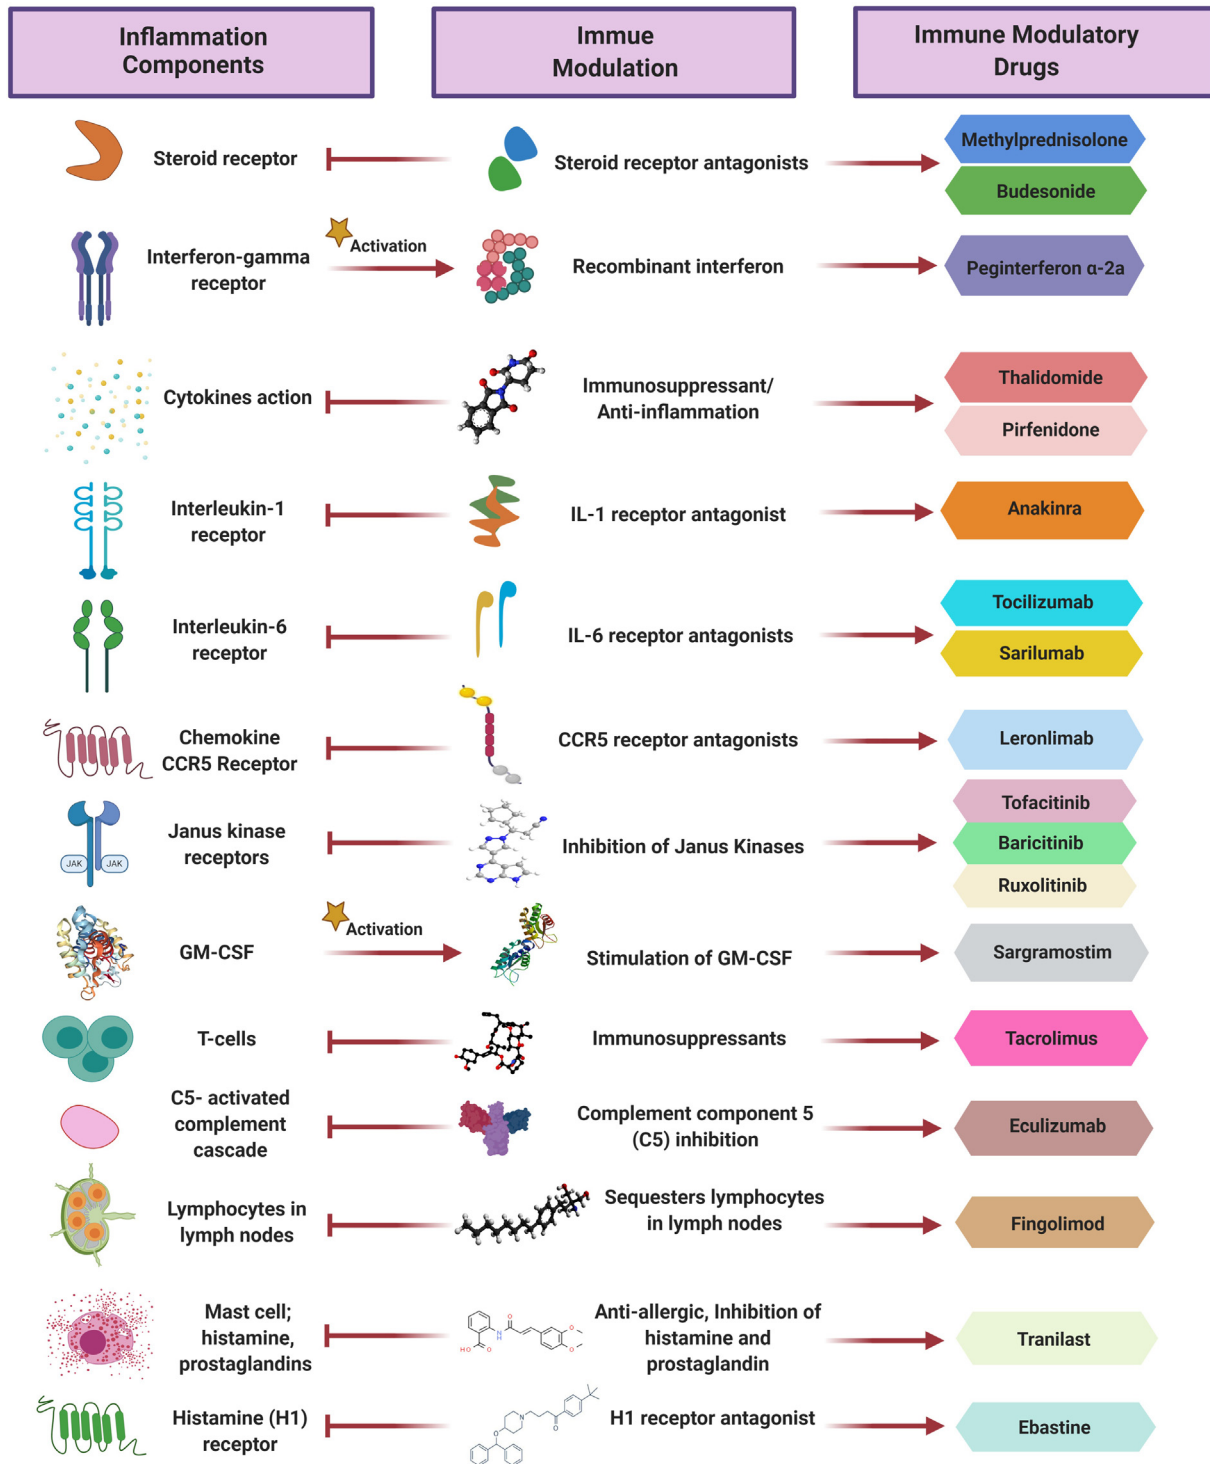 Inflammation
Components
Immue
Modulation
Immune Modulatory
Drugs
Steroid receptor
Steroid receptor antagonists
Methylprednisolone
Budesonide
Interferon-gamma
receptor
Activation
Recombinant interferon
Peginterferon α-2a
Cytokines action
Immunosuppressant/
Anti-inflammation
Thalidomide
Pirfenidone
Interleukin-1
receptor
IL-1 receptor antagonist
Anakinra
Interleukin-6
receptor
IL-6 receptor antagonists
Tocilizumab
Sarilumab
Chemokine
CCR5 Receptor
CCR5 receptor antagonists
Leronlimab
JAK JAK
Janus kinase
receptors
Inhibition of Janus Kinases
Tofacitinib
Baricitinib
Ruxolitinib
GM-CSF
Activation
Stimulation of GM-CSF
Sargramostim
T-cells
Immunosuppressants
Tacrolimus
C5- activated
complement
cascade
Complement component 5
(C5) inhibition
Eculizumab
Lymphocytes in
lymph nodes
Sequesters lymphocytes
in lymph nodes
Fingolimod
Mast cell;
histamine,
prostaglandins
O
HO
O
NH
O
O
Anti-allergic, Inhibition of
histamine and
prostaglandin
Tranilast
Histamine (H1)
receptor
N
O
O
H1 receptor antagonist
Ebastine